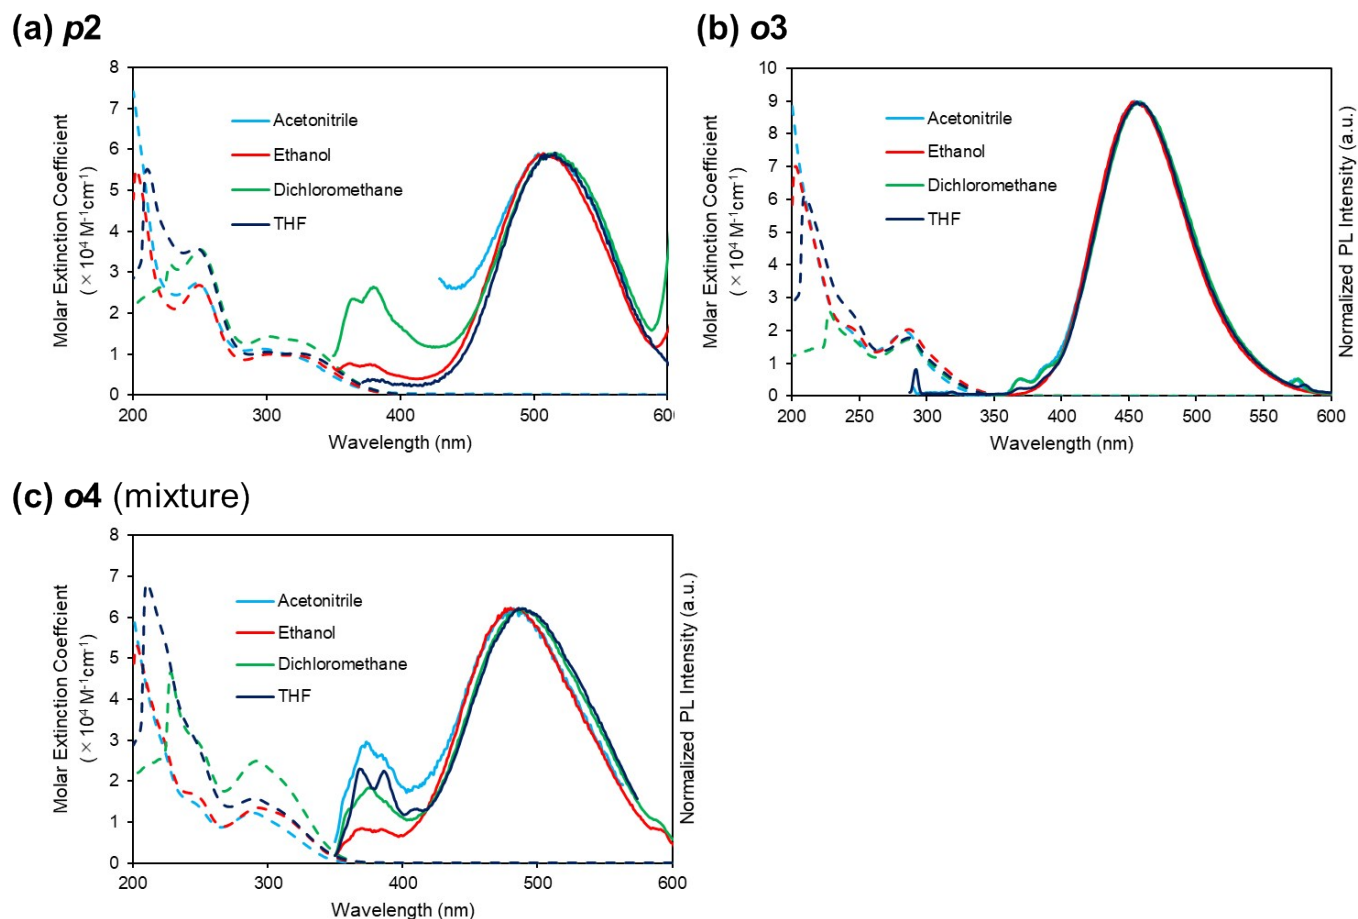 (a) p2
Molar Extinction Coefficient
(×10⁴ M⁻¹cm⁻¹)
8
7
6
5
4
3
2
1
0
Acetonitrile
Ethanol
Dichloromethane
THF
200
300
400
500
60
Wavelength (nm)
(b) o3
Molar Extinction Coefficient
(×10⁴ M⁻¹cm⁻¹)
10
9
8
7
6
5
4
3
2
1
0
Acetonitrile
Ethanol
Dichloromethane
THF
200
250
300
350
400
450
500
550
600
Wavelength (nm)
Normalized PL Intensity (a.u.)
(c) o4 (mixture)
Molar Extinction Coeffcient
(×10⁴ M⁻¹cm⁻¹)
8
7
6
5
4
3
2
1
0
Acetonitrile
Ethanol
Dichloromethane
THF
200
300
400
500
600
Wavelength (nm)
Normalized PL Intensity (a.u.)